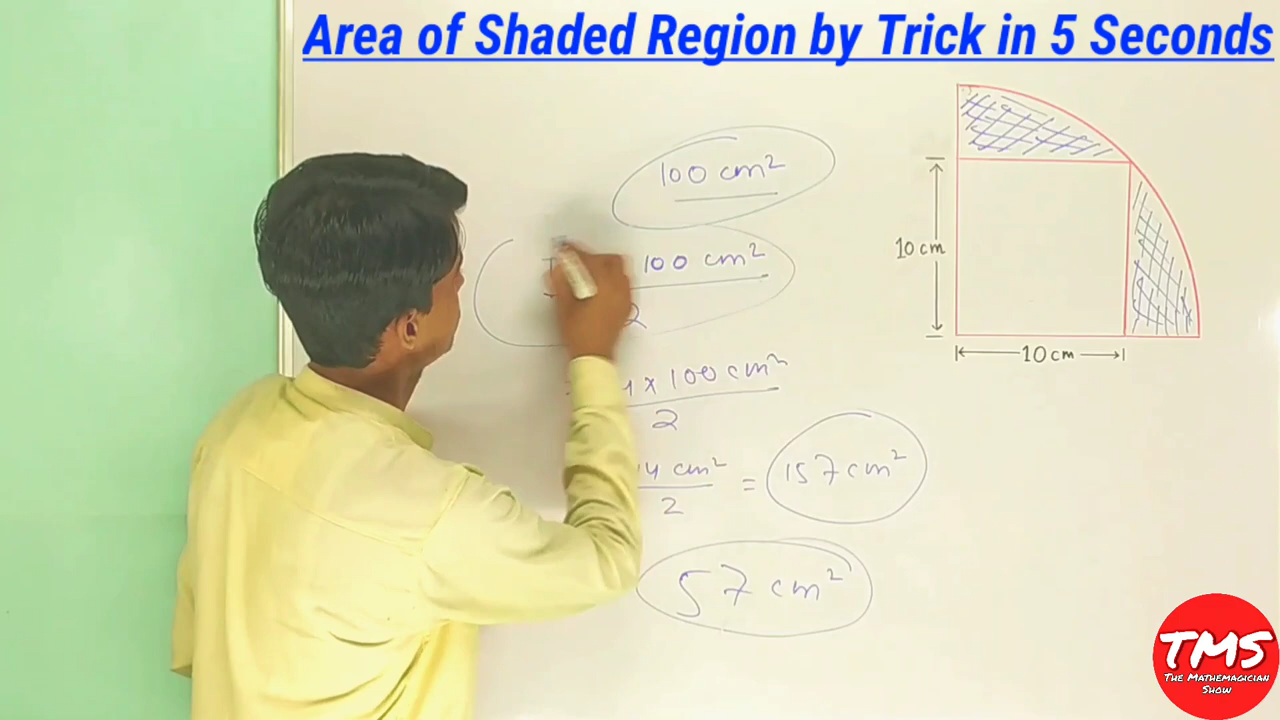 Area of Shaded Region by Trick in 5 Seconds
100 cm²
100 cm²
2
× 100 cm²
2
cm²
2
= 157 cm²
57 cm²
10 cm
10 cm
TMS
The Mathemagician
Show